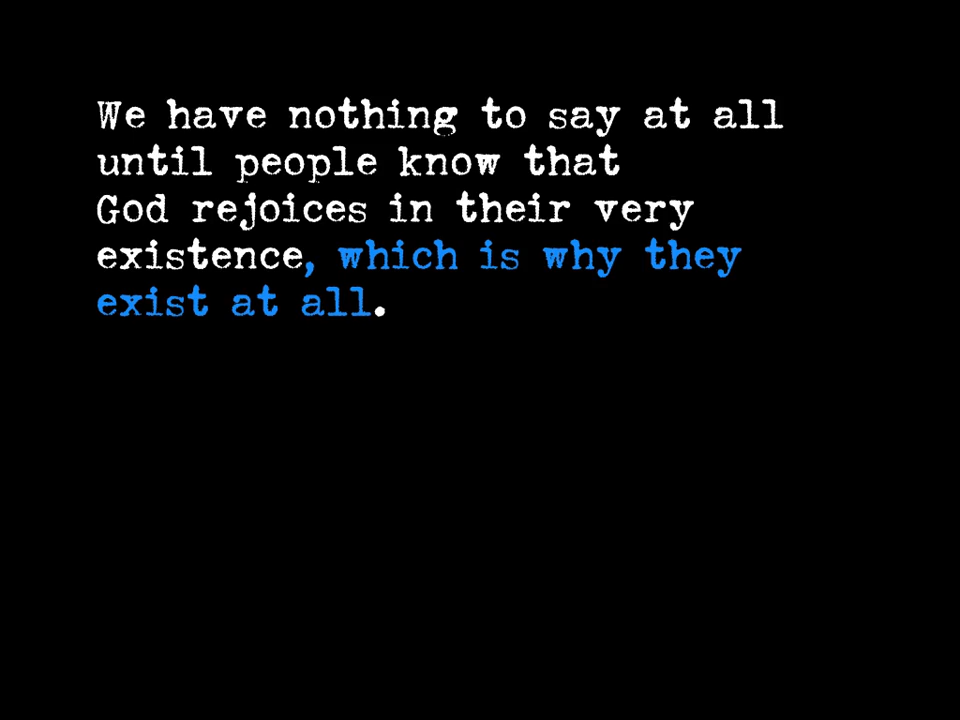 We have nothing to say at all
until people know that
God rejoices in their very
existence, which is why they
exist at all.